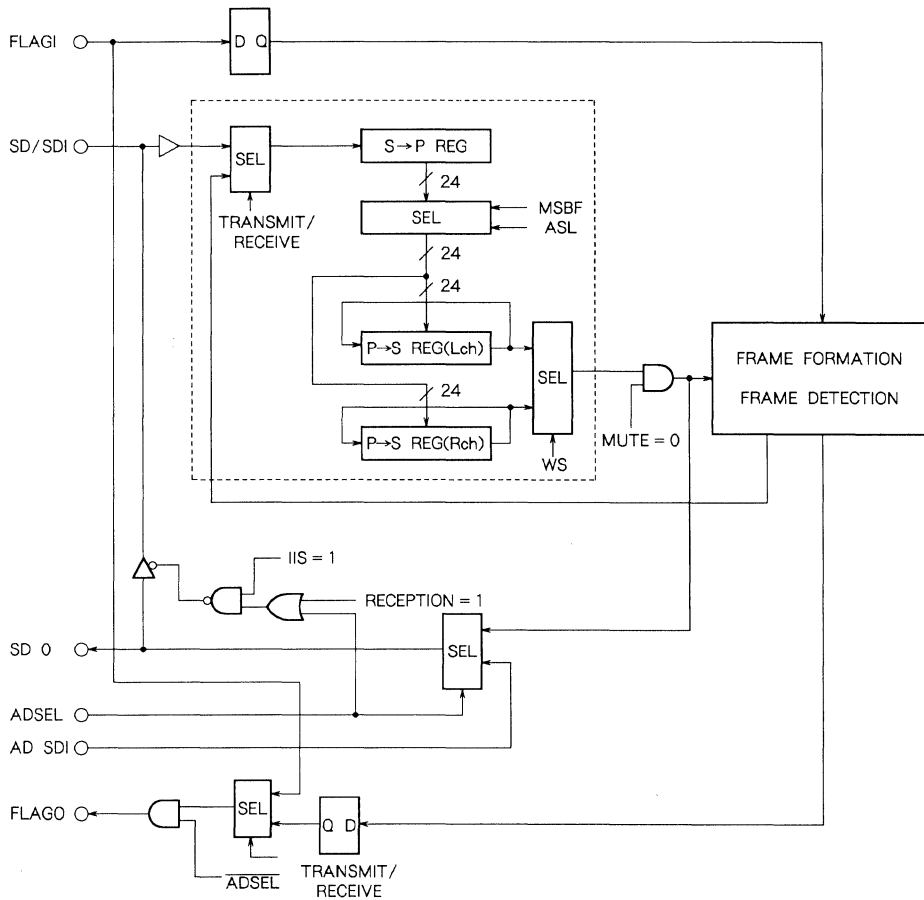 FLAGI
D Q
SD/SDI
SEL
S→P REG
24
TRANSMIT/
RECEIVE
SEL
MSBF
ASL
24
24
P→S REG(Lch)
SEL
24
P→S REG(Rch)
WS
MUTE=0
FRAME FORMATION
FRAME DETECTION
IIS=1
RECEPTION=1
SD O
SEL
ADSEL
AD SDI
FLAGO
SEL
Q D
ADSEL
TRANSMIT/
RECEIVE